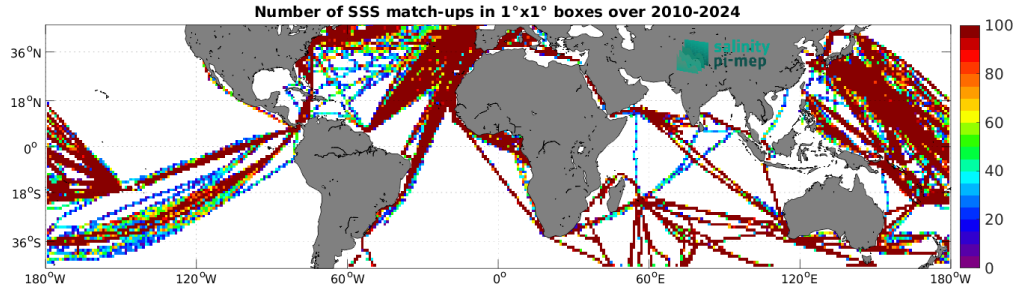 Number of SSS match-ups in 1°x1° boxes over 2010-2024
salinity
pi-mep
36°N
18°N
0°
18°S
36°S
180°W
120°W
60°W
0°
60°E
120°E
180°W
100
80
60
40
20
0